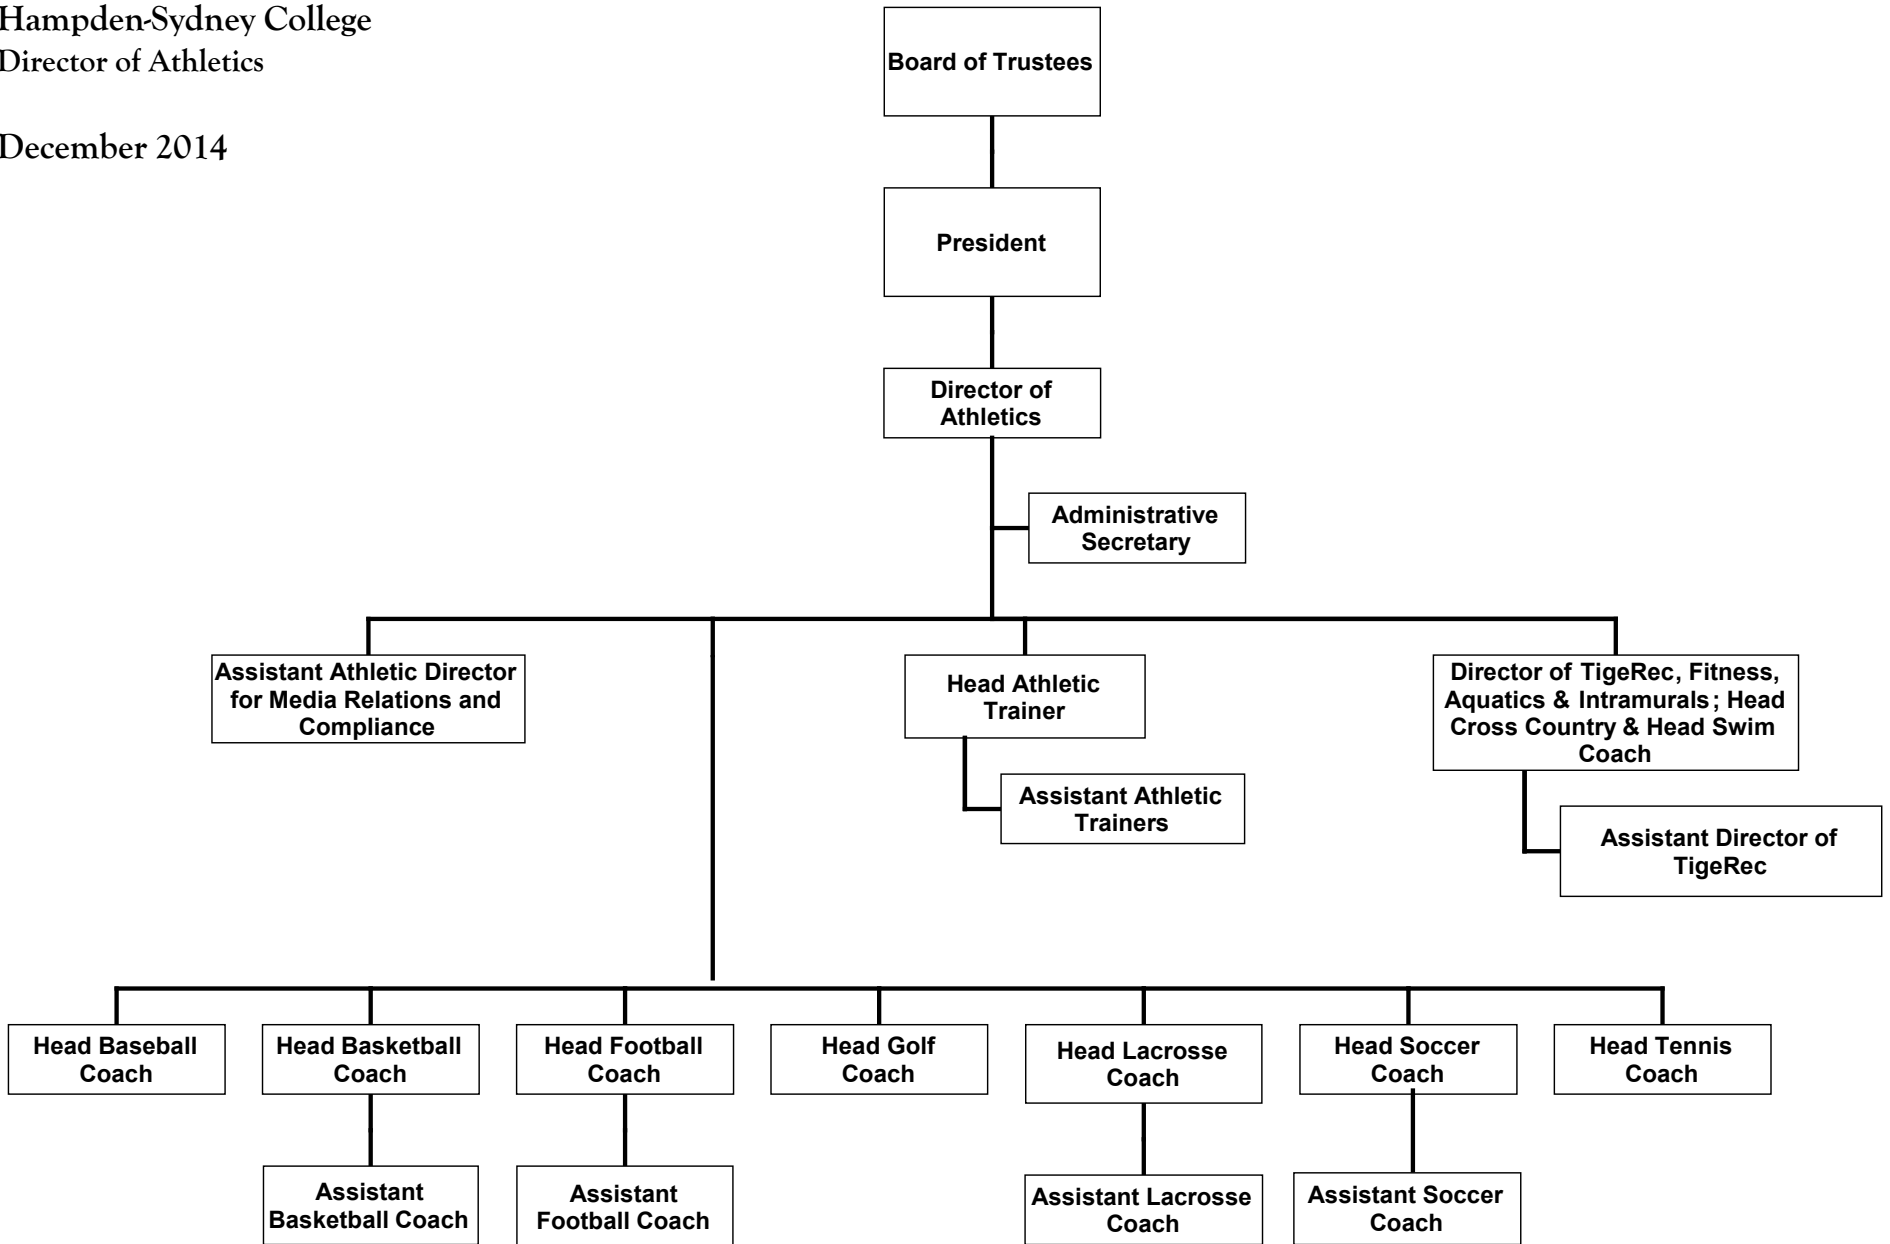 Hampden-Sydney College
Director of Athletics
December 2014
Board of Trustees
President
Director of
Athletics
Administrative
Secretary
Assistant Athletic Director
for Media Relations and
Compliance
Head Athletic
Trainer
Director of TigeRec, Fitness,
Aquatics & Intramurals; Head
Cross Country & Head Swim
Coach
Assistant Athletic
Trainers
Assistant Director of
TigeRec
Head Baseball
Coach
Head Basketball
Coach
Head Football
Coach
Head Golf
Coach
Head Lacrosse
Coach
Head Soccer
Coach
Head Tennis
Coach
Assistant
Basketball Coach
Assistant
Football Coach
Assistant Lacrosse
Coach
Assistant Soccer
Coach